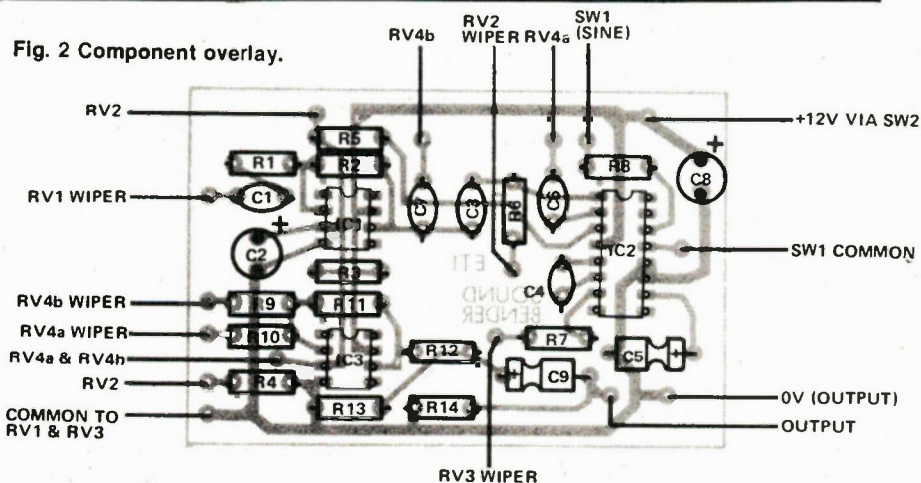 Fig. 2 Component overlay.
RV4b
RV2
WIPER
RV4a
SW1
(SINE)
RV2
+12V VIA SW2
R5
R1
R2
R8
+
C8
RV1 WIPER
C1
C7
C3
R6
C6
IC1
IC2
+
C2
SW1 COMMON
ETI
SOUND
BENDER
R3
C4
RV4b WIPER
R9
R11
RV4a WIPER
R10
IC3
R7
RV4a & RV4b
R12
C5
+
RV2
R4
+
C9
0V (OUTPUT)
COMMON TO
RV1 & RV3
R13
R14
OUTPUT
RV3 WIPER